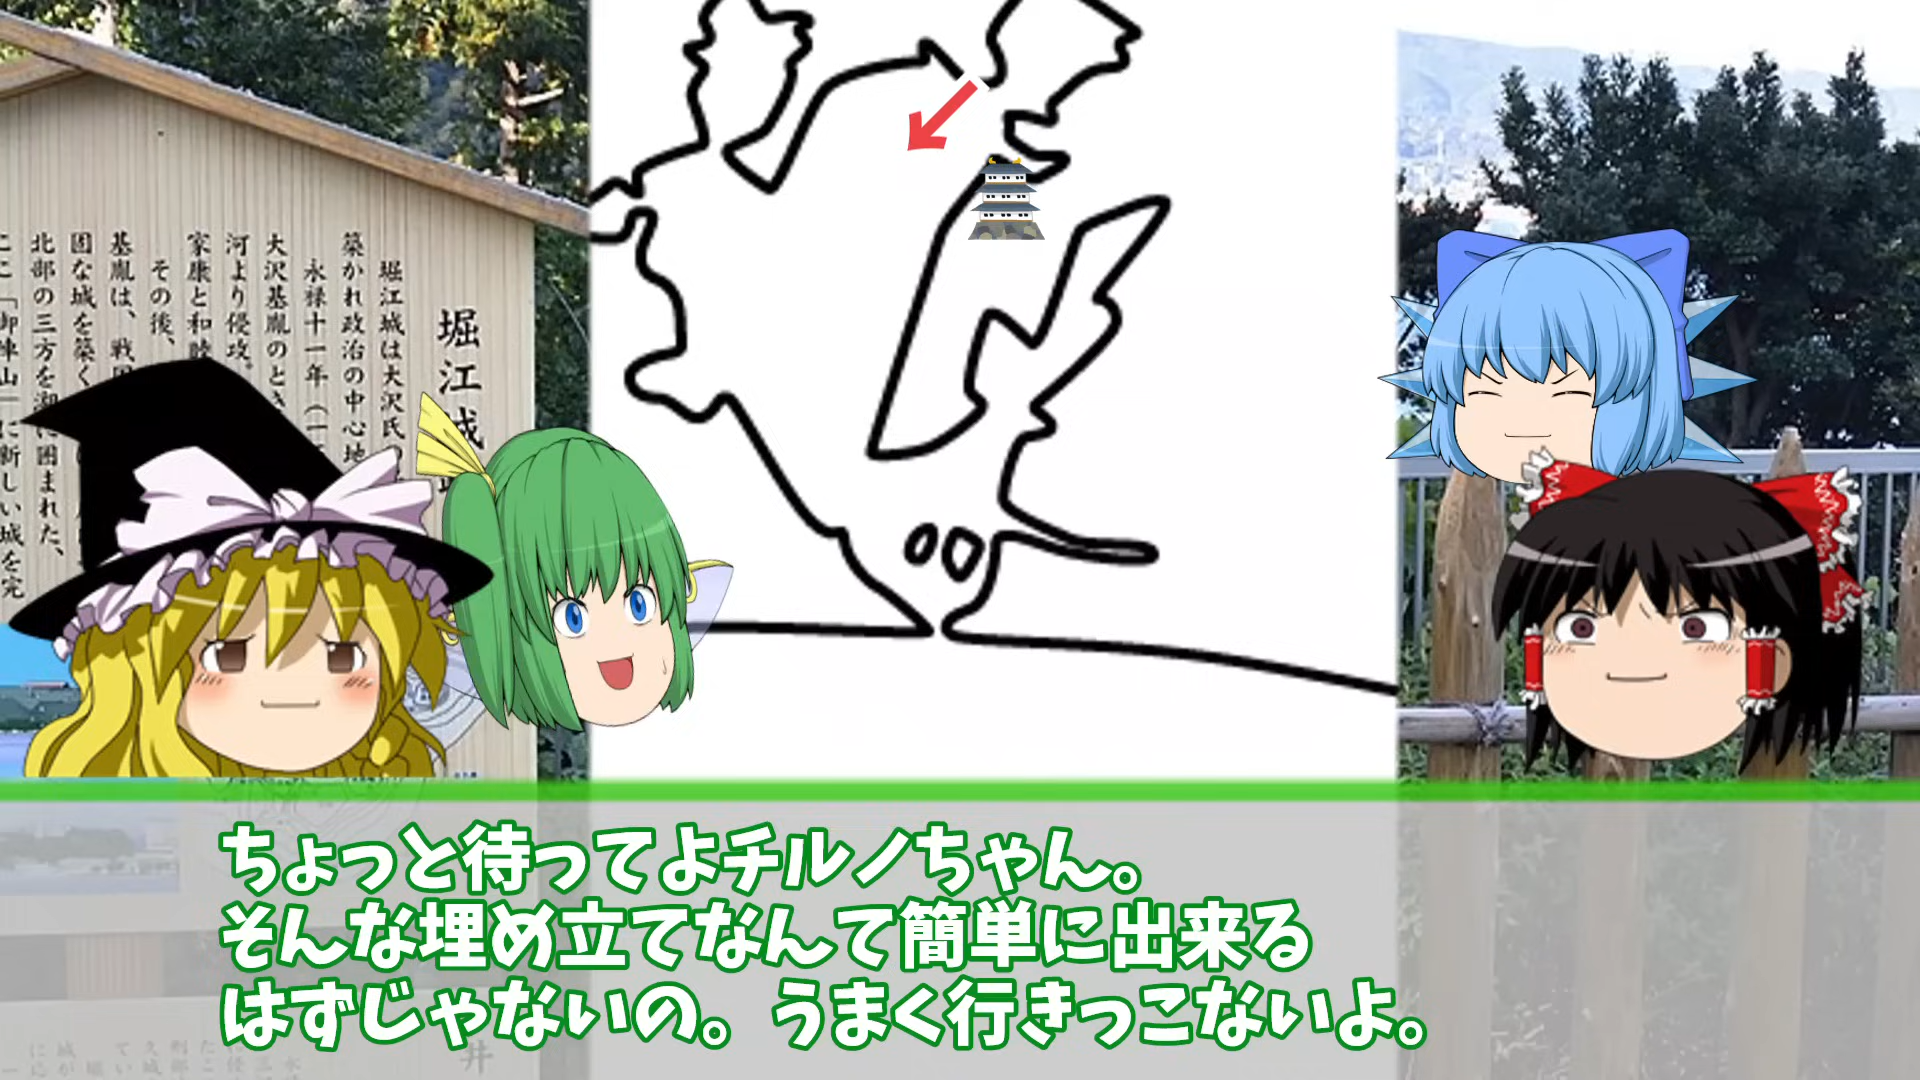 堀江城
堀江城は大沢氏
築かれ政治の中心地
永禄十一年
大沢基胤のとき
河より侵攻。
家康と和睦
その後、
基胤は、戦国
固な城を築く
北部の三方を湖に囲まれた、
ここ「御陣山」に新しい城を完
ちょっと待ってよチルノちゃん。
そんな埋め立てなんて簡単に出来る
はずじゃないの。うまく行きっこないよ。